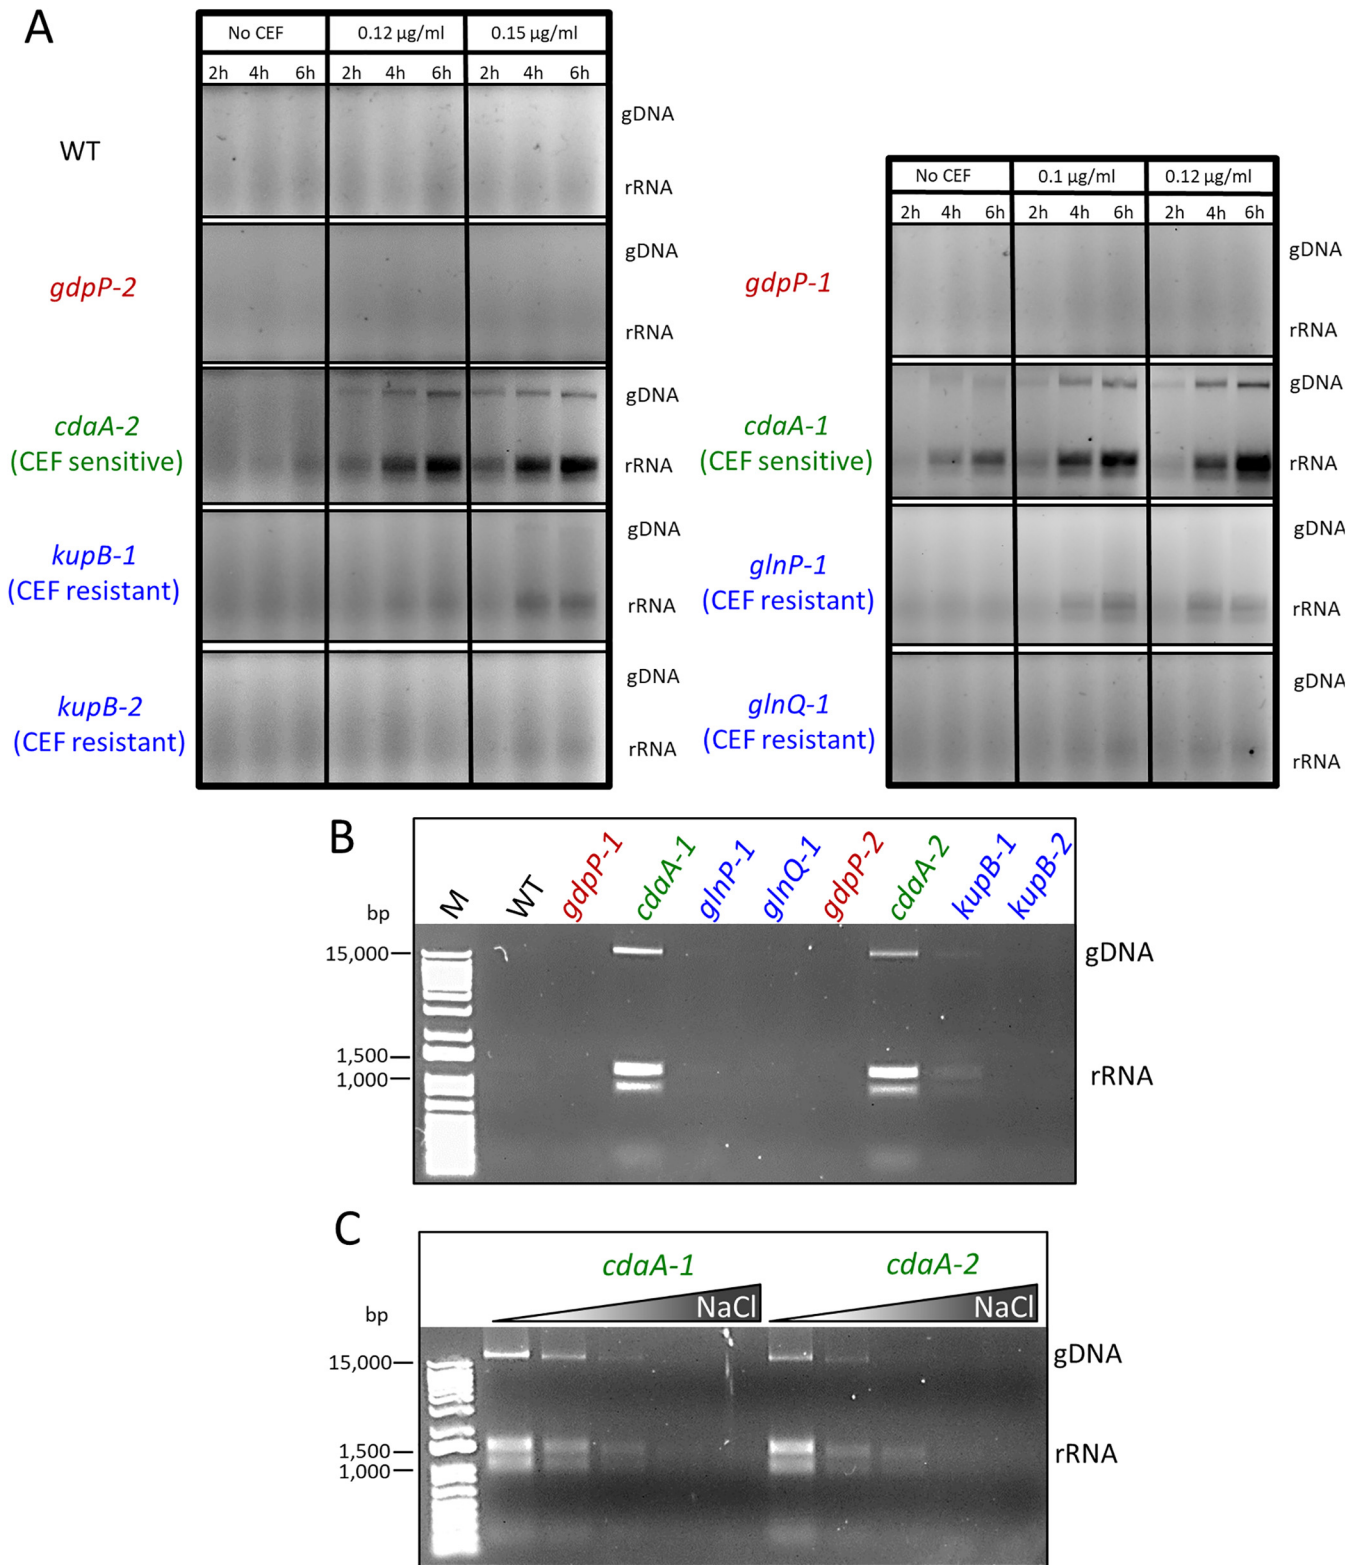 A
No CEF 0.12 µg/ml 0.15 µg/ml
2h 4h 6h 2h 4h 6h 2h 4h 6h
WT
gDNA
rRNA
gdpP-2
gDNA
rRNA
cdaA-2
(CEF sensitive)
gDNA
rRNA
kupB-1
(CEF resistant)
gDNA
rRNA
kupB-2
(CEF resistant)
gDNA
rRNA
No CEF 0.1 µg/ml 0.12 µg/ml
2h 4h 6h 2h 4h 6h 2h 4h 6h
gdpP-1
gDNA
rRNA
cdaA-1
(CEF sensitive)
gDNA
rRNA
glnP-1
(CEF resistant)
gDNA
rRNA
glnQ-1
(CEF resistant)
gDNA
rRNA
B
bp M WT gdpP-1 cdaA-1 glnP-1 glnQ-1 gdpP-2 cdaA-2 kupB-1 kupB-2
15,000 gDNA
1,500
1,000 rRNA
C
cdaA-1 cdaA-2
bp NaCl NaCl
15,000 gDNA
1,500 rRNA
1,000